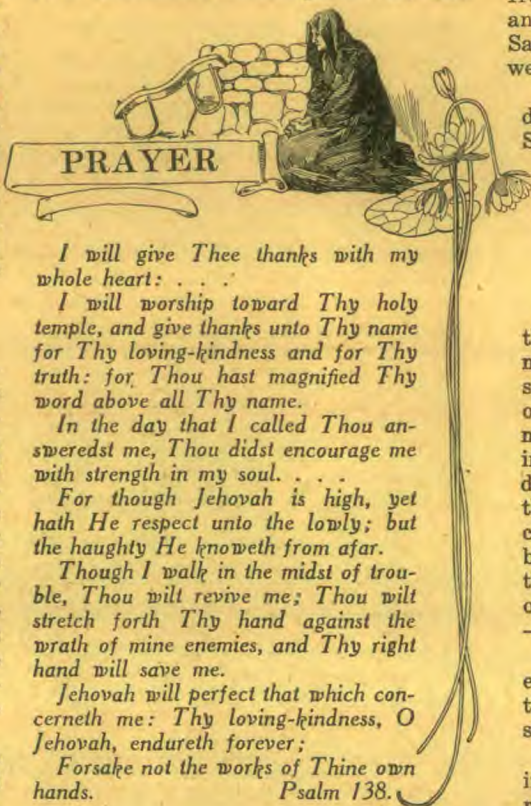 PRAYER
I will give Thee thanks with my
whole heart: . . .
I will worship toward Thy holy
temple, and give thanks unto Thy name
for Thy loving-kindness and for Thy
truth: for Thou hast magnified Thy
word above all Thy name.
In the day that I called Thou an-
sweredst me, Thou didst encourage me
with strength in my soul. . . .
For though Jehovah is high, yet
hath He respect unto the lowly; but
the haughty He knoweth from afar.
Though I walk in the midst of trou-
ble, Thou wilt revive me; Thou wilt
stretch forth Thy hand against the
wrath of mine enemies, and Thy right
hand will save me.
Jehovah will perfect that which con-
cerneth me: Thy loving-kindness, O
Jehovah, endureth forever;
Forsake not the works of Thine own
hands. Psalm 138.